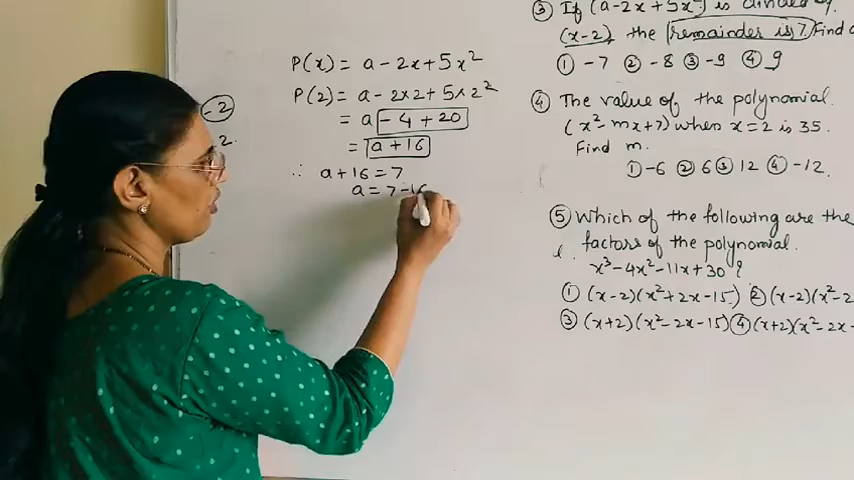 P(x) = a - 2x + 5x²
P(2) = a - 2×2 + 5×2²
= a - 4 + 20
= a + 16
∴ a + 16 = 7
a = 7 - 16
-2
2.
③ If (a - 2x + 5x²) is divided by
(x-2) the remainder is 7. Find a
① -7 ② -8 ③ -9 ④ 9
④ The value of the polynomial
(x² - mx + 7) when x = 2 is 35.
Find m.
① -6 ② 6 ③ 12 ④ -12.
⑤ Which of the following are the
factors of the polynomial.
x³ - 4x² - 11x + 30 ?
① (x-2)(x² + 2x - 15) ② (x-2)(x² - 2
③ (x+2)(x² - 2x - 15) ④ (x+2)(x² - 2x -